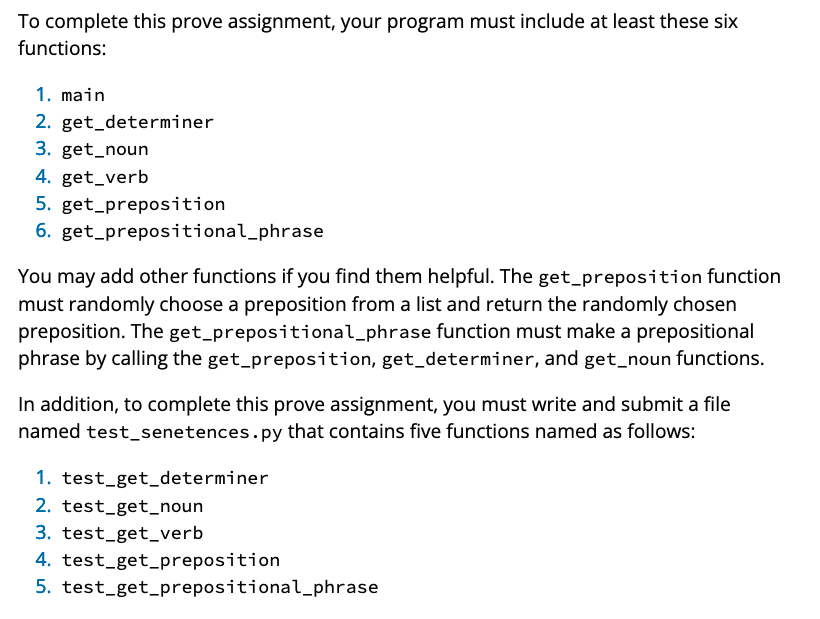 To complete this prove assignment, your program must include at least these six
functions:
1. main
2. get_determiner
3. get_noun
4. get_verb
5. get_preposition
6. get_prepositional_phrase
You may add other functions if you find them helpful. The get_preposition function
must randomly choose a preposition from a list and return the randomly chosen
preposition. The get_prepositional_phrase function must make a prepositional
phrase by calling the get_preposition, get_determiner, and get_noun functions.
In addition, to complete this prove assignment, you must write and submit a file
named test_senetences.py that contains five functions named as follows:
1. test_get_determiner
2. test_get_noun
3. test_get_verb
4. test_get_preposition
5. test_get_prepositional_phrase